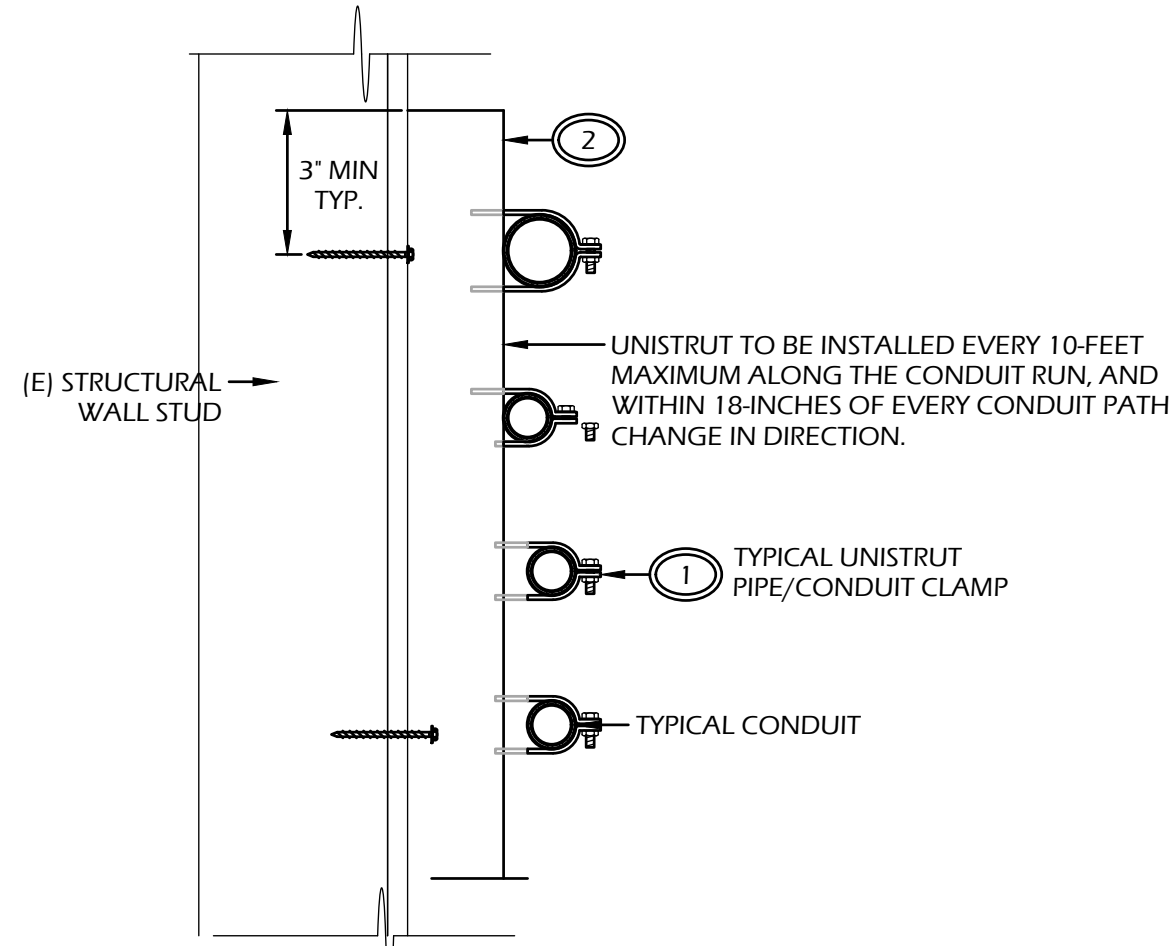 2
3" MIN
TYP.
UNISTRUT TO BE INSTALLED EVERY 10-FEET
MAXIMUM ALONG THE CONDUIT RUN, AND
WITHIN 18-INCHES OF EVERY CONDUIT PATH
CHANGE IN DIRECTION.
(E) STRUCTURAL
WALL STUD
1
TYPICAL UNISTRUT
PIPE/CONDUIT CLAMP
TYPICAL CONDUIT